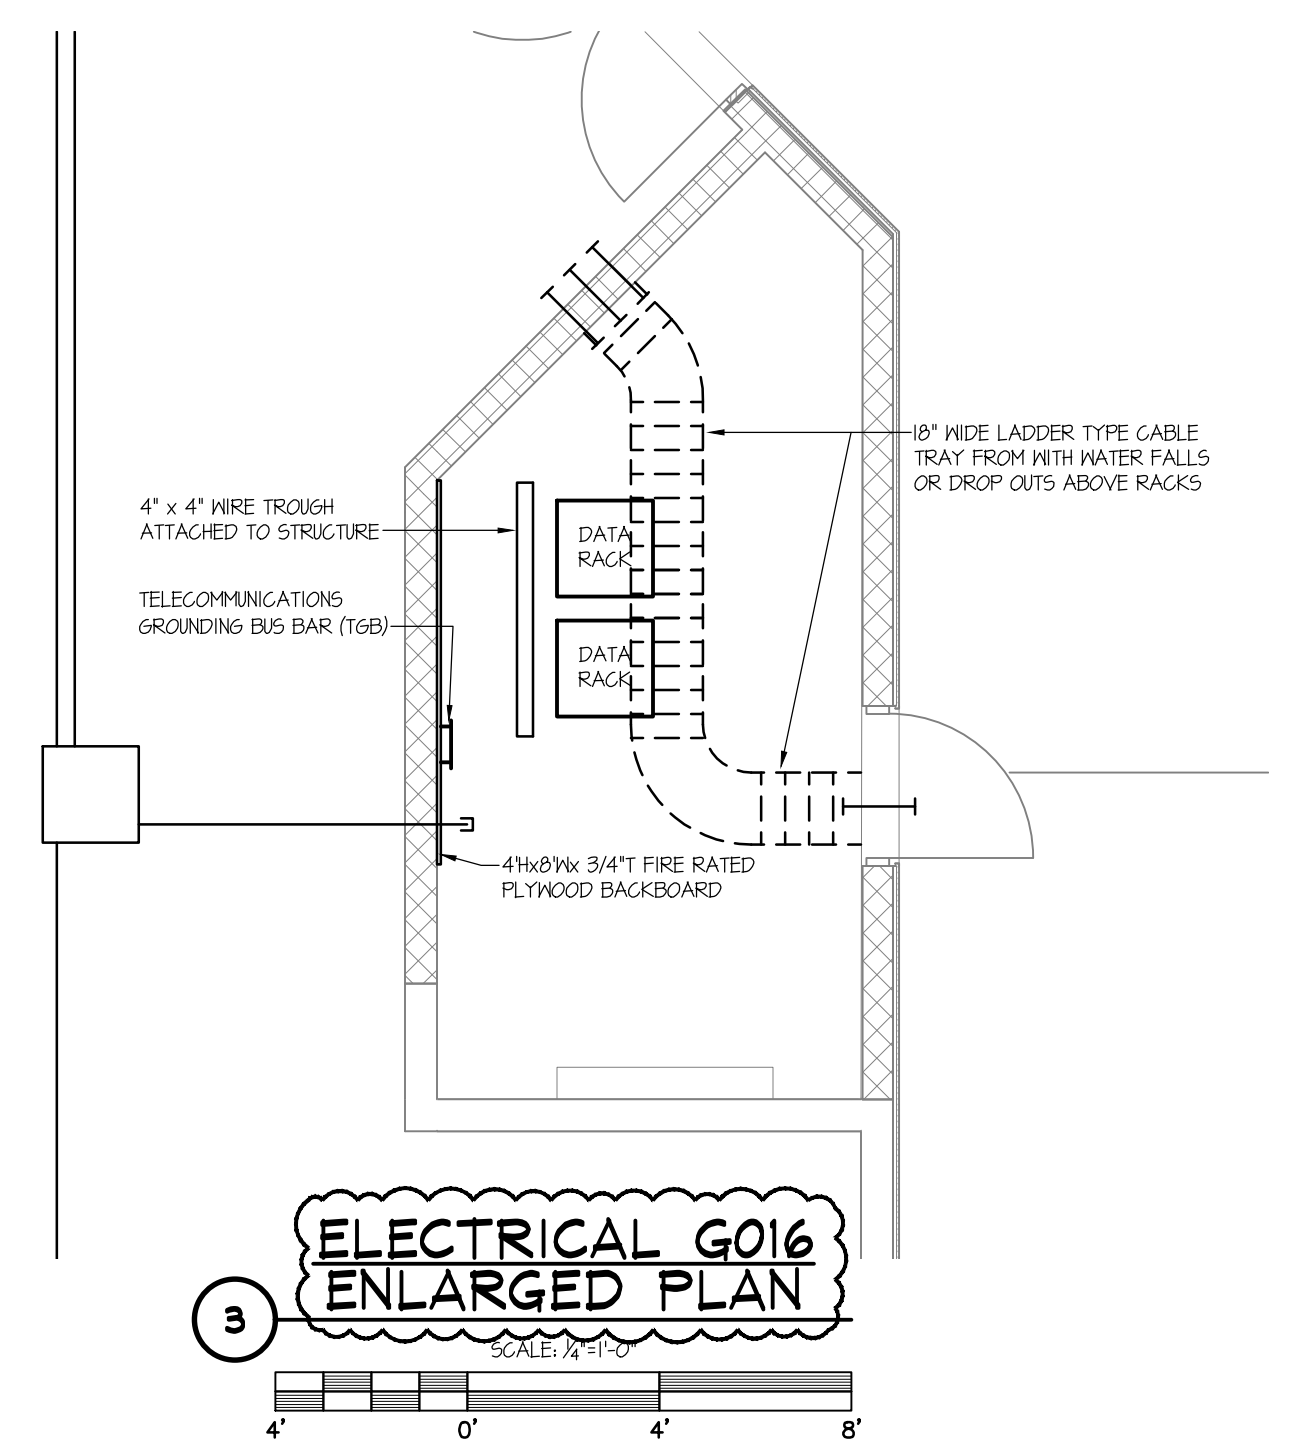 18" WIDE LADDER TYPE CABLE
TRAY FROM WITH WATER FALLS
OR DROP OUTS ABOVE RACKS
4" x 4" WIRE TROUGH
ATTACHED TO STRUCTURE
DATA
RACK
TELECOMMUNICATIONS
GROUNDING BUS BAR (TGB)
DATA
RACK
4'Hx8'Wx 3/4"T FIRE RATED
PLYWOOD BACKBOARD
ELECTRICAL G016
ENLARGED PLAN
3
SCALE: 1/4"=1'-0"
4' 0' 4' 8'